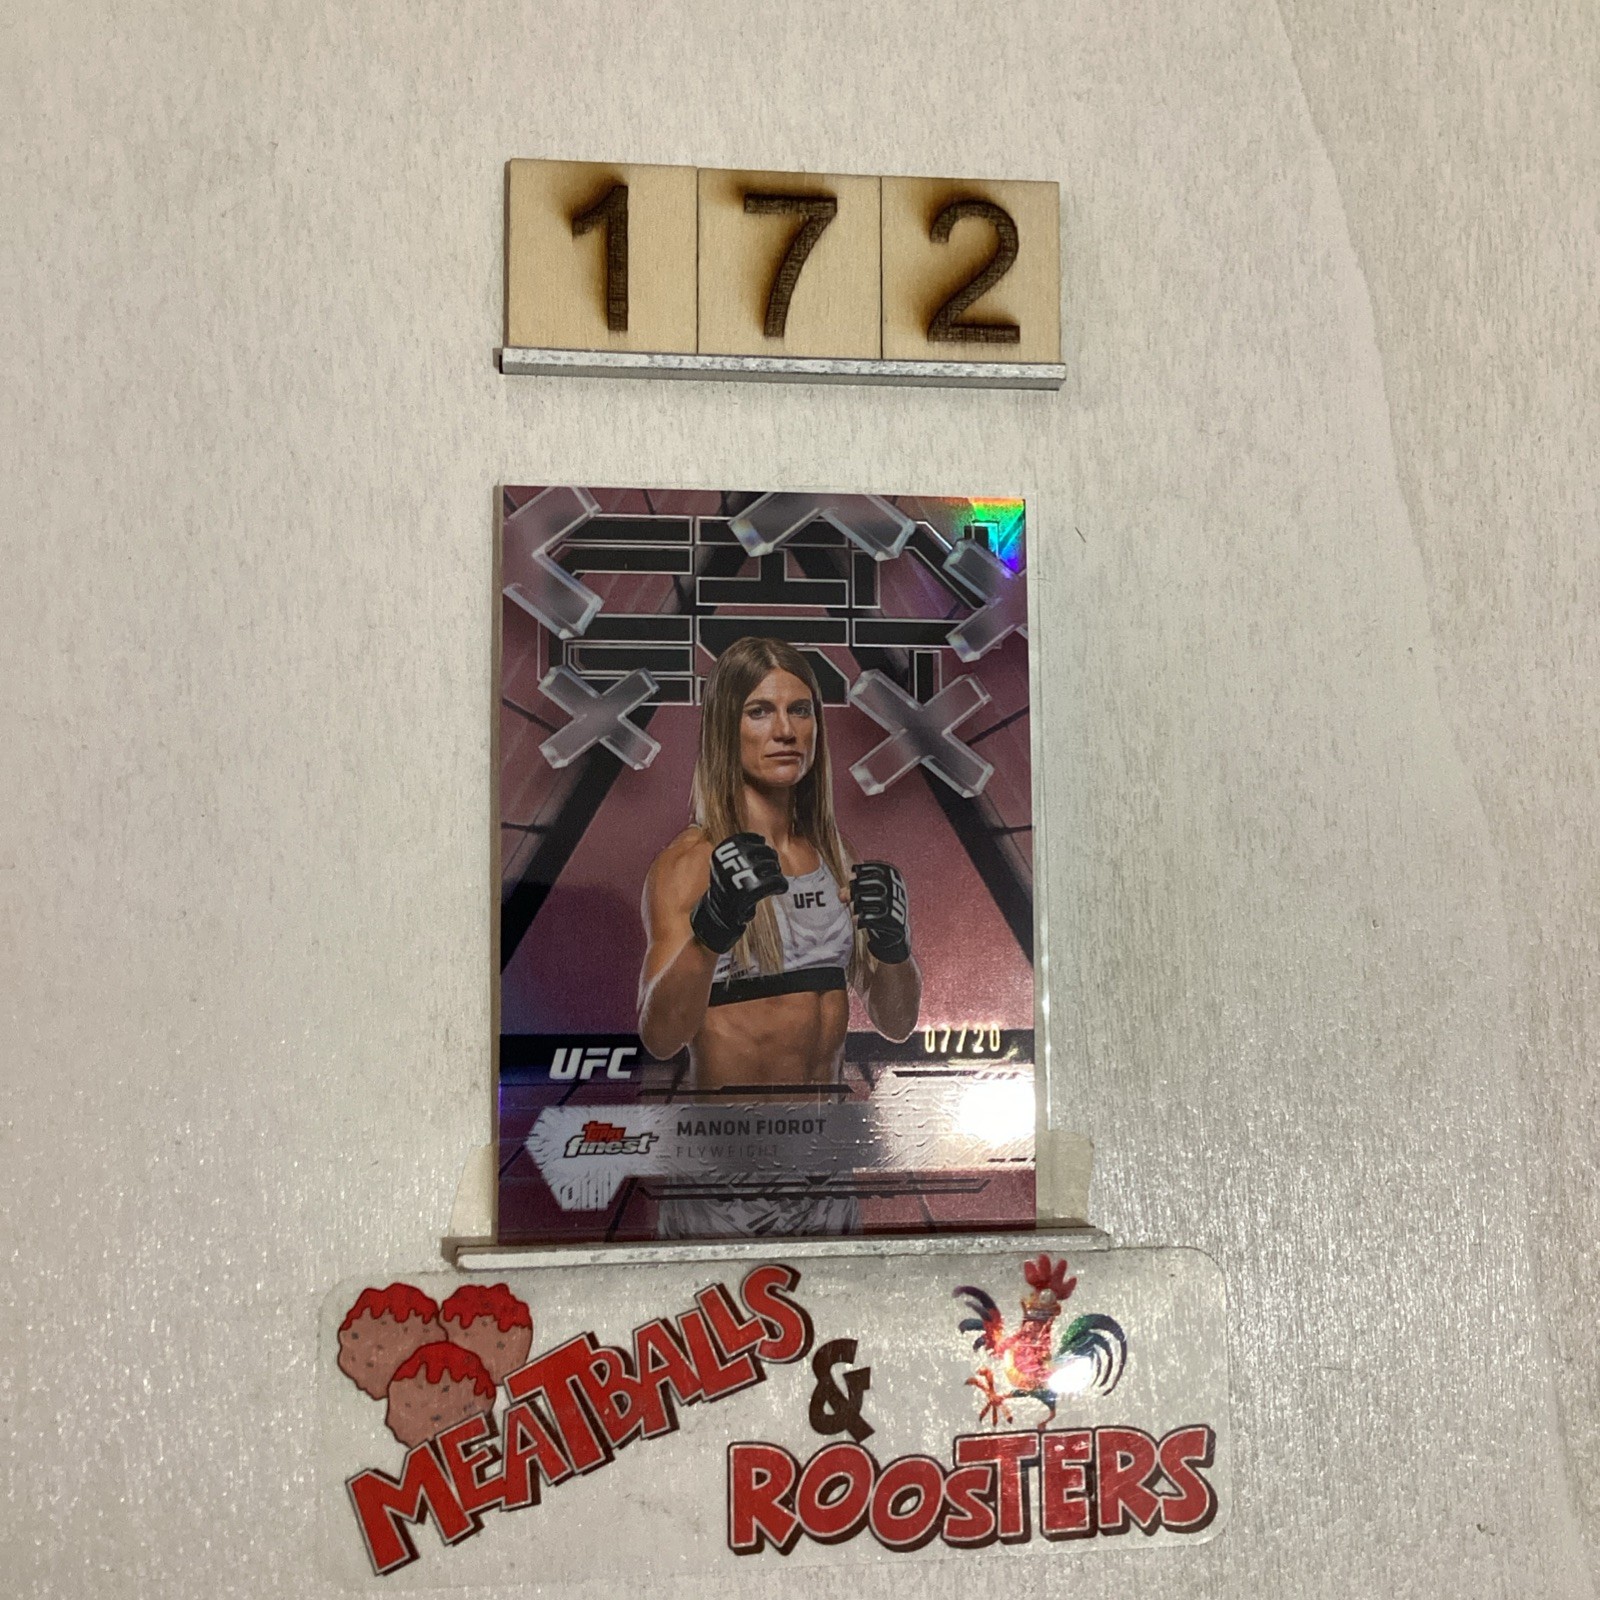 172
UFC
UFC
UFC
07/20
UFC
Topps
finest
MANON FIOROT
FLYWEIGHT
MEATBALLS
&
ROOSTERS